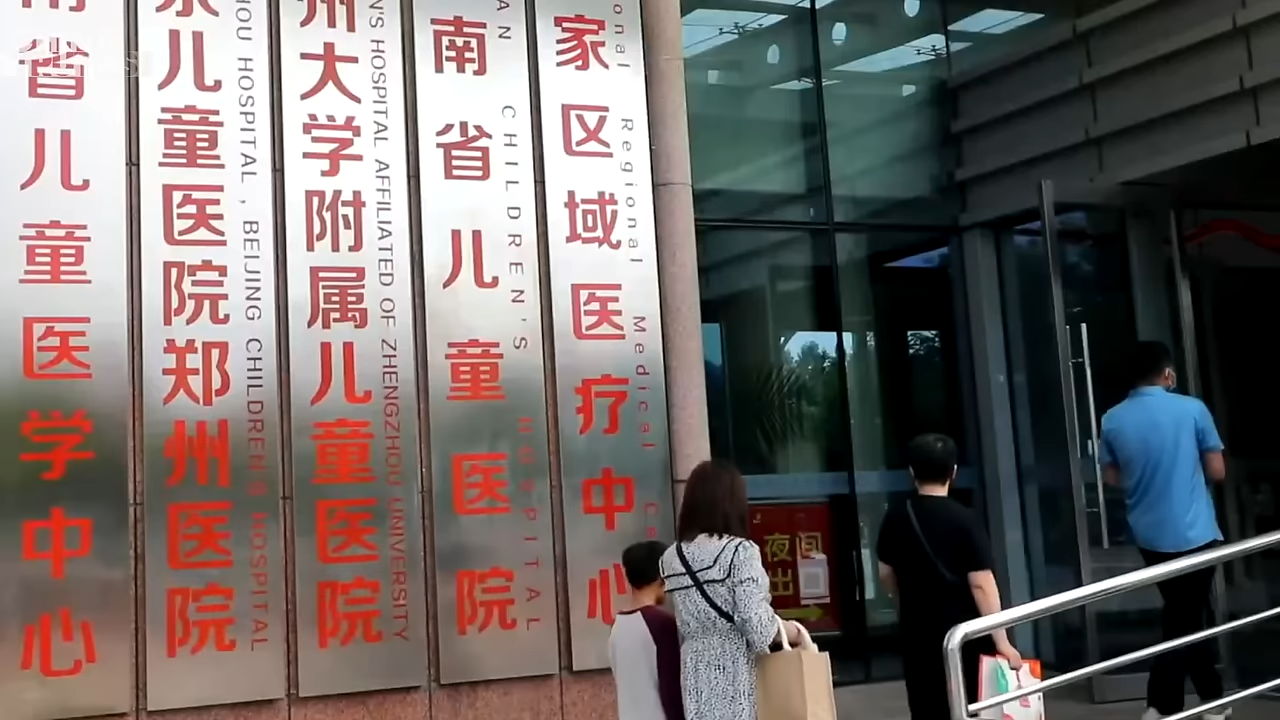 省儿童医学中心
儿童医院郑州医院
HOU HOSPITAL, BEIJING CHILDREN'S HOSPITAL
州大学附属儿童医院
N'S HOSPITAL AFFILIATED OF ZHENGZHOU UNIVERSITY
南省儿童医院
AN CHILDREN'S HOSPITAL
家区域医疗中心
onal Regional Medical Ce
夜间
出